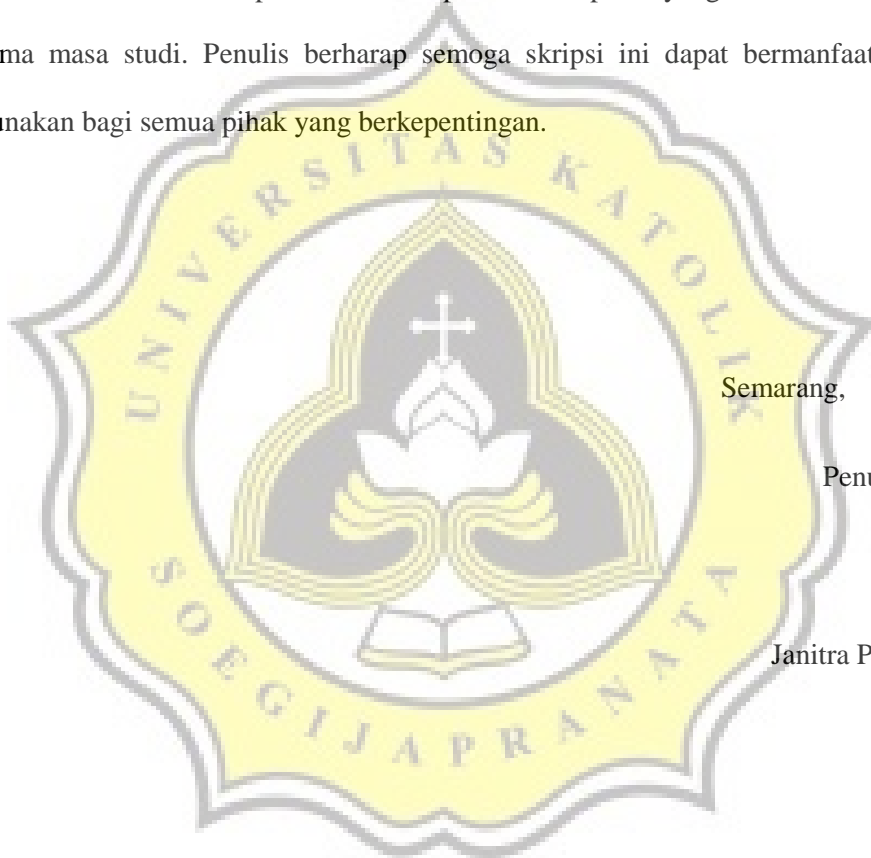 ma masa studi. Penulis berharap semoga skripsi ini dapat bermanfaat
unakan bagi semua pihak yang berkepentingan.
UNIVERSITAS KATOLIK
Semarang,
Penu
SOEGIJAPRANATA
Janitra P